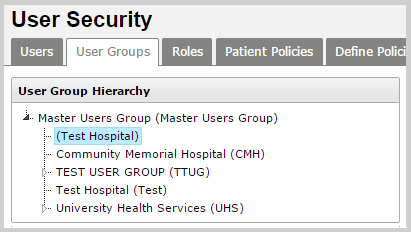 User Security
Users User Groups Roles Patient Policies Define Polici
User Group Hierarchy
Master Users Group (Master Users Group)
(Test Hospital)
Community Memorial Hospital (CMH)
TEST USER GROUP (TTUG)
Test Hospital (Test)
University Health Services (UHS)